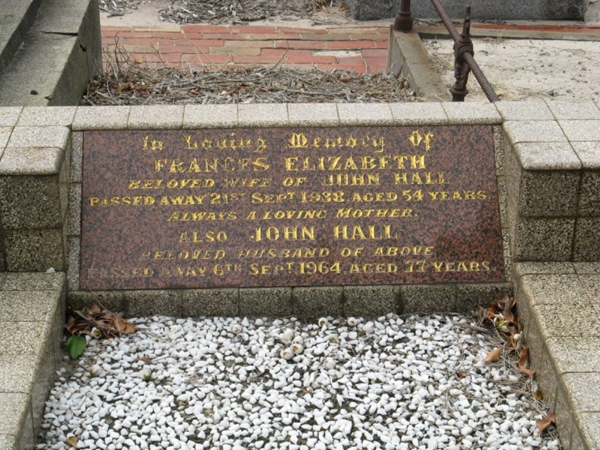 In Loving Memory Of
FRANCES ELIZABETH
BELOVED WIFE OF JOHN HALL
PASSED AWAY 21ST SEPT 1938 AGED 54 YEARS
ALWAYS A LOVING MOTHER.
ALSO JOHN HALL
BELOVED HUSBAND OF ABOVE
PASSED AWAY 6TH SEPT. 1964 AGED 77 YEARS